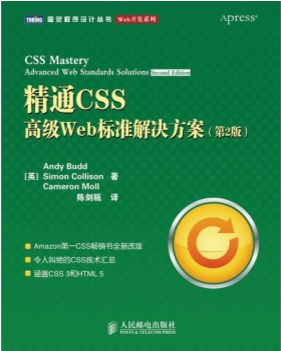 TURING 图灵程序设计丛书 Web开发系列
Apress®
CSS Mastery
Advanced Web Standards Solutions Second Edition
精通CSS
高级Web标准解决方案(第2版)
Andy Budd
[英] Simon Collison 著
Cameron Moll
陈剑瓯 译
Amazon第一CSS畅销书全新改版
令人叫绝的CSS技术汇总
涵盖CSS 3和HTML 5
人民邮电出版社
POSTS & TELECOM PRESS